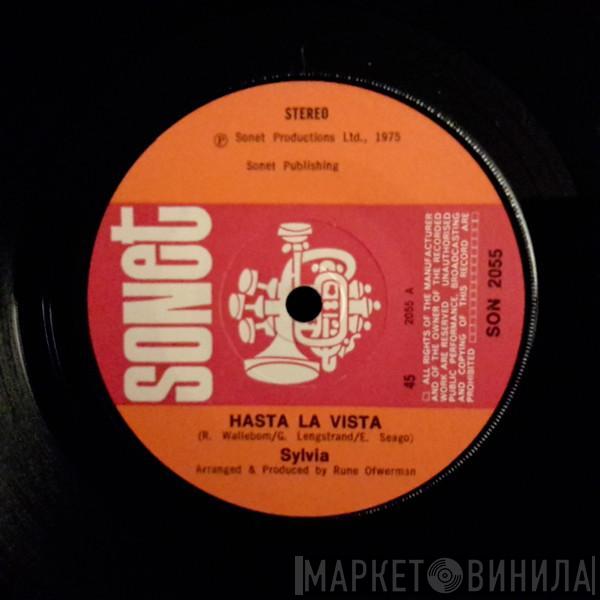 STEREO
Ⓟ Sonet Productions Ltd., 1975
Sonet Publishing
sonet
45
2055 A
ALL RIGHTS OF THE MANUFACTURER
AND OF THE OWNER OF THE RECORDED
WORK ARE RESERVED. UNAUTHORISED
PUBLIC PERFORMANCE, BROADCASTING
AND COPYING OF THIS RECORD ARE
PROHIBITED
SON 2055
HASTA LA VISTA
(R. Wallebom/G. Lengstrand/E. Seago)
Sylvia
Arranged & Produced by Rune Ofwerman
МАРКЕТ ВИНИЛА